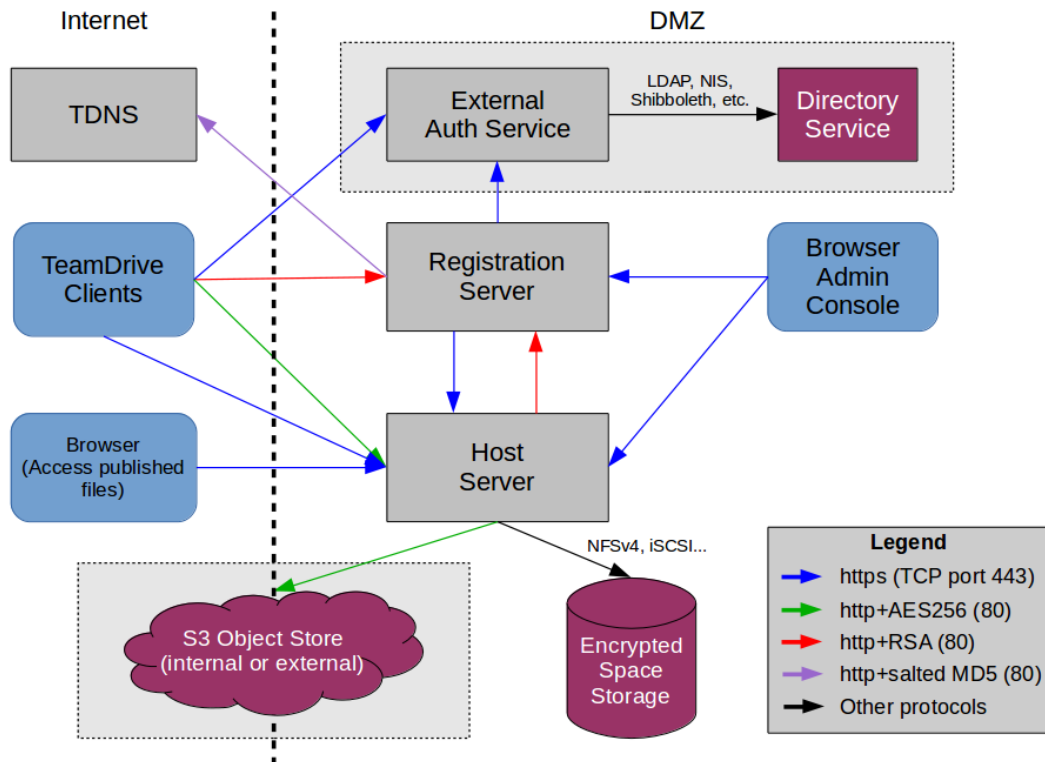 Internet
DMZ
TDNS
External
Auth Service
LDAP, NIS,
Shibboleth, etc.
Directory
Service
TeamDrive
Clients
Registration
Server
Browser
Admin
Console
Browser
(Access published
files)
Host
Server
NFSv4, iSCSI...
S3 Object Store
(internal or external)
Encrypted
Space
Storage
Legend
https (TCP port 443)
http+AES256 (80)
http+RSA (80)
http+salted MD5 (80)
Other protocols